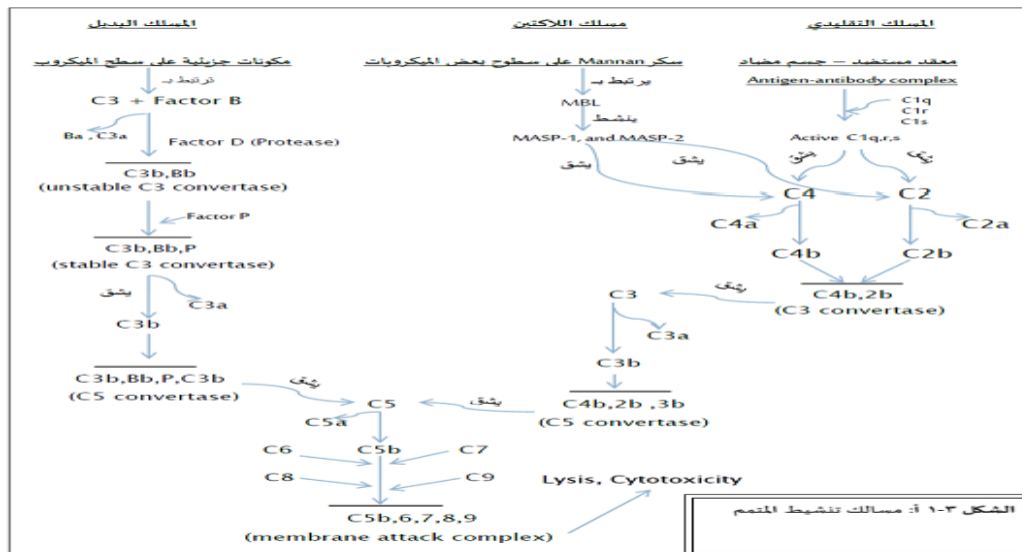 المسلك التقليدي
معقد مستضد – جسم مضاد
Antigen-antibody complex
C1q
C1r
C1s
Active C1q,r,s
يشق
يشق
C4
C2
C4a
C2a
C4b
C2b
C4b,2b
(C3 convertase)
مسلك اللاكتين
سكر Mannan على سطوح بعض الميكروبات
يرتبط بـ
MBL
ينشط
MASP-1, and MASP-2
يشق
يشق
يشق
C3
C3a
C3b
C4b,2b ,3b
(C5 convertase)
يشق
المسلك البديل
مكونات جزيئية على سطح الميكروب
ترتبط بـ
C3 + Factor B
Ba , C3a
Factor D (Protease)
C3b,Bb
(unstable C3 convertase)
Factor P
C3b,Bb,P
(stable C3 convertase)
يشق
C3a
C3b
C3b,Bb,P,C3b
(C5 convertase)
يشق
C5
C5a
C5b
C6
C7
C8
C9
C5b,6,7,8,9
(membrane attack complex)
Lysis, Cytotoxicity
الشكل ٣-١ أ: مسالك تنشيط المتمم